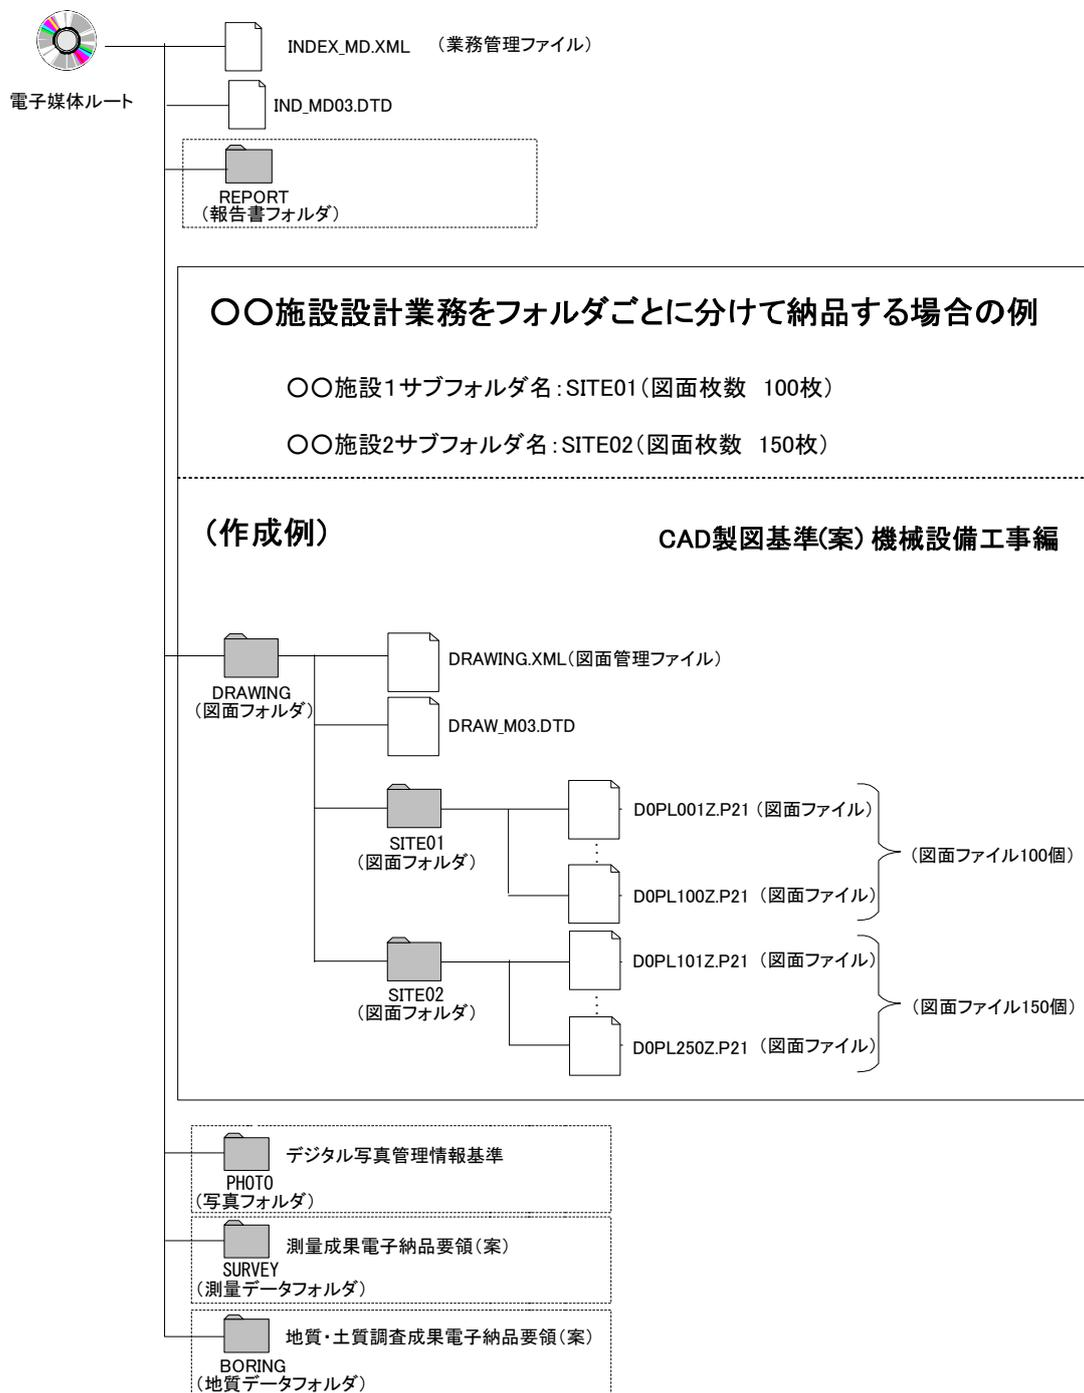 INDEX_MD.XML （業務管理ファイル）
電子媒体ルート
IND_MD03.DTD
REPORT
（報告書フォルダ）
〇〇施設設計業務をフォルダごとに分けて納品する場合の例
〇〇施設１サブフォルダ名：SITE01（図面枚数 100枚）
〇〇施設2サブフォルダ名：SITE02（図面枚数 150枚）
（作成例）
CAD製図基準(案) 機械設備工事編
DRAWING.XML（図面管理ファイル）
DRAWING
（図面フォルダ）
DRAW_M03.DTD
D0PL001Z.P21 （図面ファイル）
SITE01
（図面フォルダ）
（図面ファイル100個）
D0PL100Z.P21 （図面ファイル）
D0PL101Z.P21 （図面ファイル）
SITE02
（図面フォルダ）
（図面ファイル150個）
D0PL250Z.P21 （図面ファイル）
デジタル写真管理情報基準
PHOTO
（写真フォルダ）
測量成果電子納品要領（案）
SURVEY
（測量データフォルダ）
地質・土質調査成果電子納品要領（案）
BORING
（地質データフォルダ）